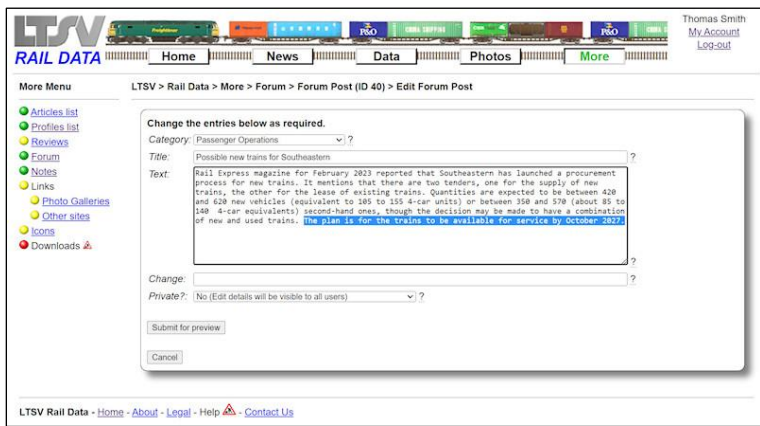 LTSV
RAIL DATA
Freightliner
P&O
CHINA SHIPPING
P&O
Thomas Smith
My Account
Log-out
Home
News
Data
Photos
More
More Menu
LTSV > Rail Data > More > Forum > Forum Post (ID 40) > Edit Forum Post
Articles list
Profiles list
Reviews
Forum
Notes
Links
Photo Galleries
Other sites
Icons
Downloads
Change the entries below as required.
Category: Passenger Operations ?
Title: Possible new trains for Southeastern ?
Text: Rail Express magazine for February 2023 reported that Southeastern has launched a procurement
process for new trains. It mentions that there are two tenders, one for the supply of new
trains, the other for the lease of existing trains. Quantities are expected to be between 420
and 620 new vehicles (equivalent to 105 to 155 4-car units) or between 350 and 570 (about 85 to
140 4-car equivalents) second-hand ones, though the decision may be made to have a combination
of new and used trains. The plan is for the trains to be available for service by October 2027.
?
Change: ?
Private?: No (Edit details will be visible to all users) ?
Submit for preview
Cancel
LTSV Rail Data - Home - About - Legal - Help - Contact Us